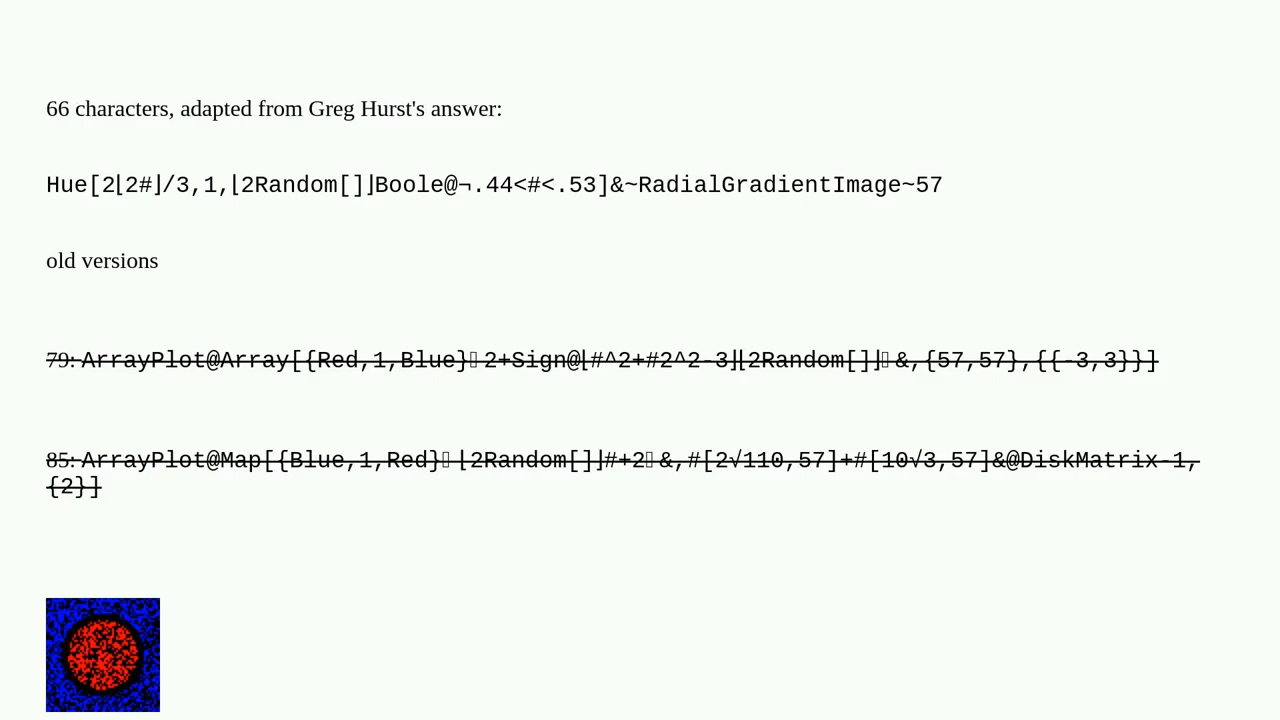 66 characters, adapted from Greg Hurst's answer:
Hue[2⌊2#⌋/3,1,⌊2Random[]⌋Boole@¬.44<#<.53]&~RadialGradientImage~57
old versions
79: ArrayPlot@Array[{Red,1,Blue}2+Sign@⌊#^2+#2^2-3⌋⌊2Random[]⌋&,{57,57},{{-3,3}}]
85: ArrayPlot@Map[{Blue,1,Red}⌊2Random[]⌋#+2&,#[2√110,57]+#[10√3,57]&@DiskMatrix-1,
{2}]